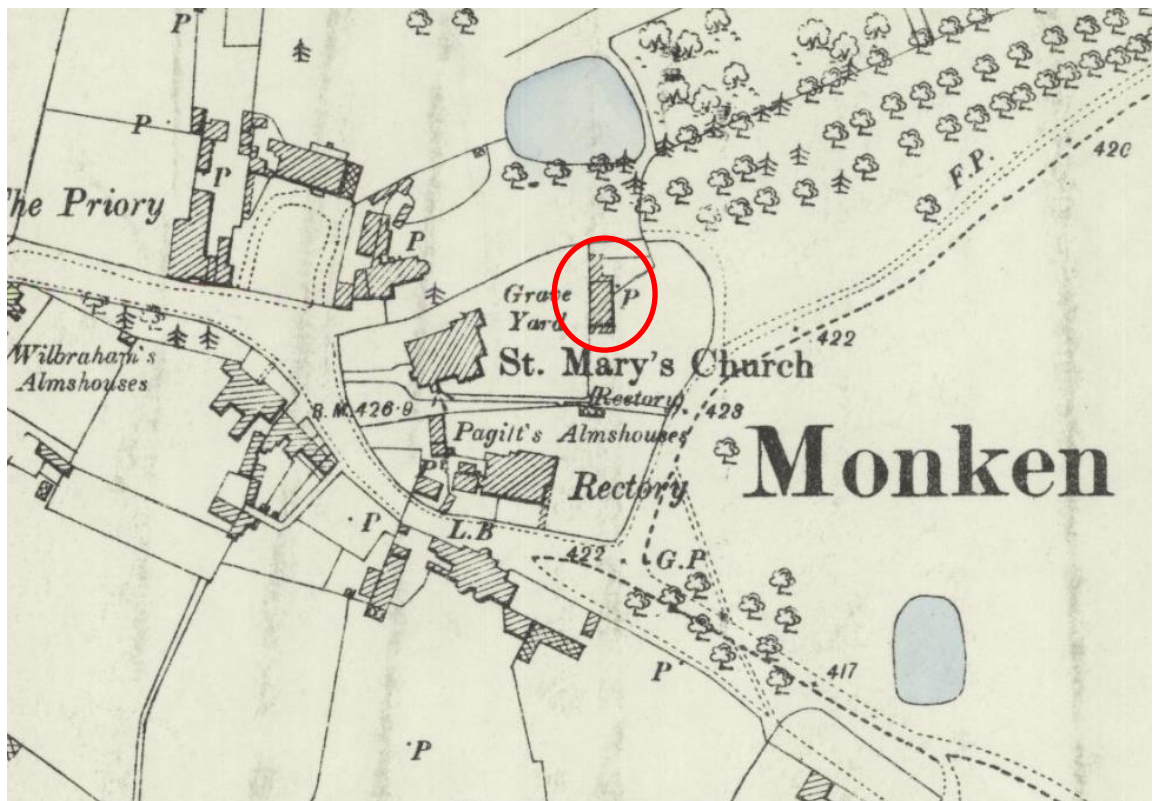 P
P
P
The Priory
P
F.P.
420
Grave
Yard
P
422
Wilbraham's
Almshouses
St. Mary's Church
(Rectory)
B.M.426·9
423
Pagitt's Almshouses
Monken
P
Rectory
P
L.B
422
G.P
P
417
P